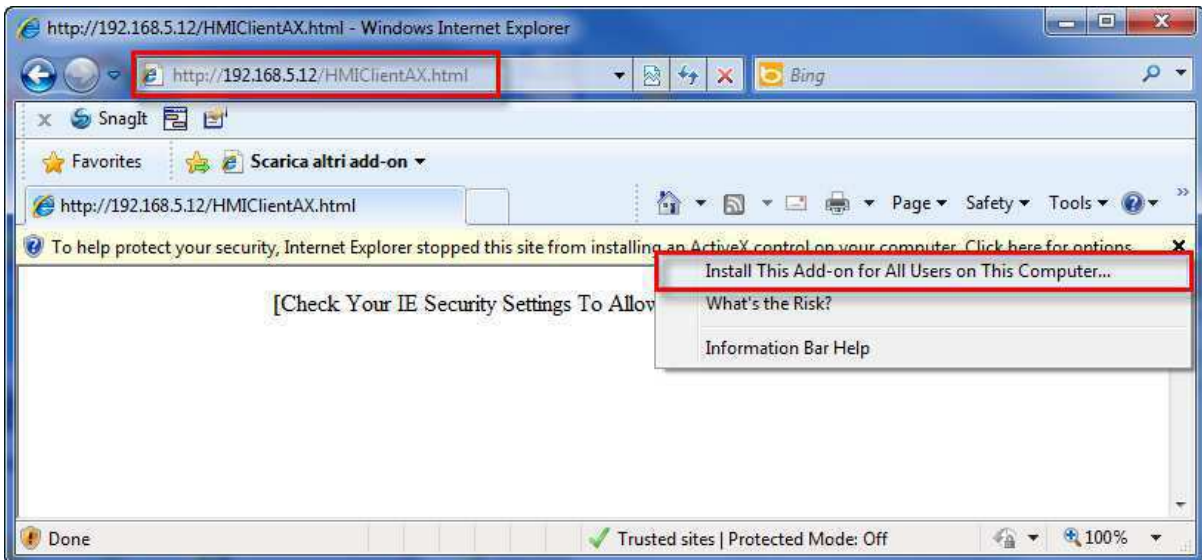 http://192.168.5.12/HMIClientAX.html - Windows Internet Explorer
http://192.168.5.12/HMIClientAX.html
Bing
x SnagIt
Favorites Scarica altri add-on
http://192.168.5.12/HMIClientAX.html Page Safety Tools
To help protect your security, Internet Explorer stopped this site from installing an ActiveX control on your computer. Click here for options
Install This Add-on for All Users on This Computer...
[Check Your IE Security Settings To Allow
What's the Risk?
Information Bar Help
Done Trusted sites | Protected Mode: Off 100%